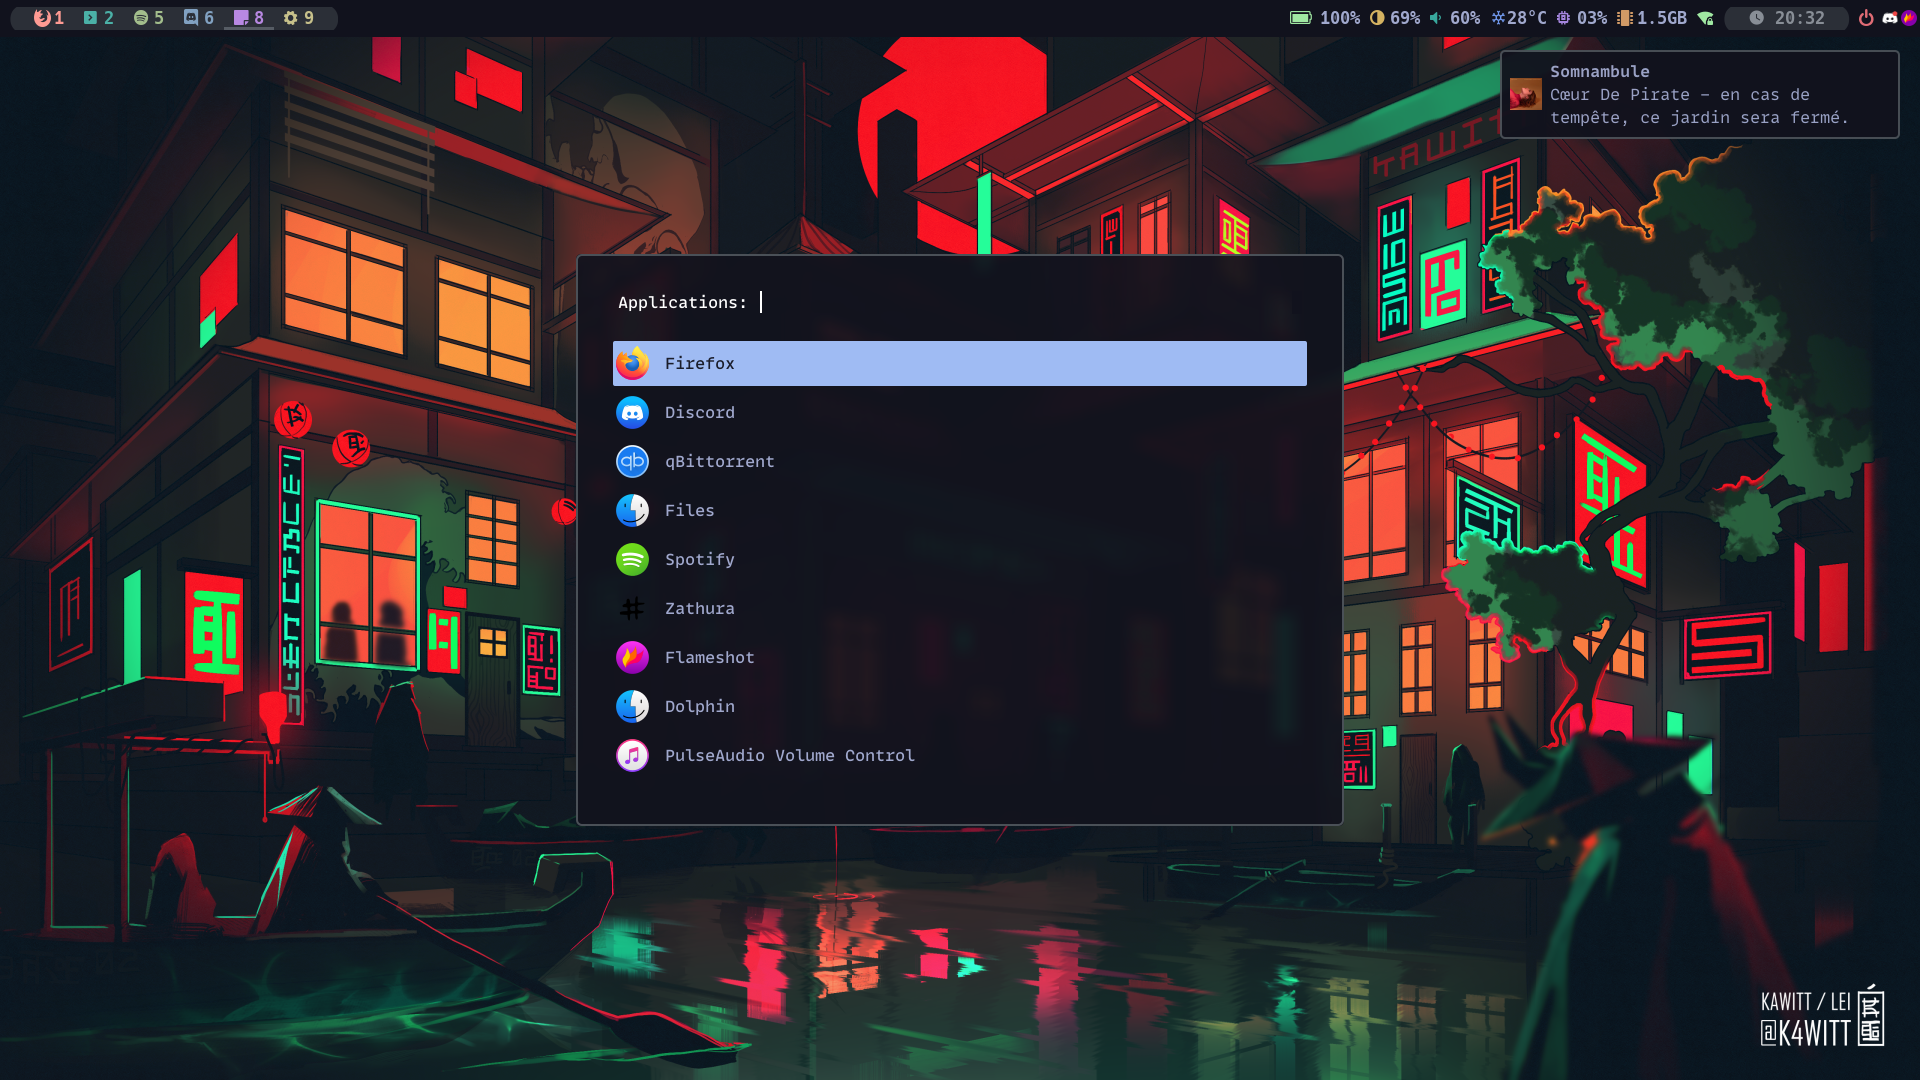 1 2 5 6 8 9
100% 69% 60% 28°C 03% 1.5GB 20:32
Somnambule
Cœur De Pirate – en cas de
tempête, ce jardin sera fermé.
KAWIT
Applications:
Firefox
Discord
qBittorrent
Files
Spotify
Zathura
Flameshot
Dolphin
PulseAudio Volume Control
KAWITT / LEI
@K4WITT